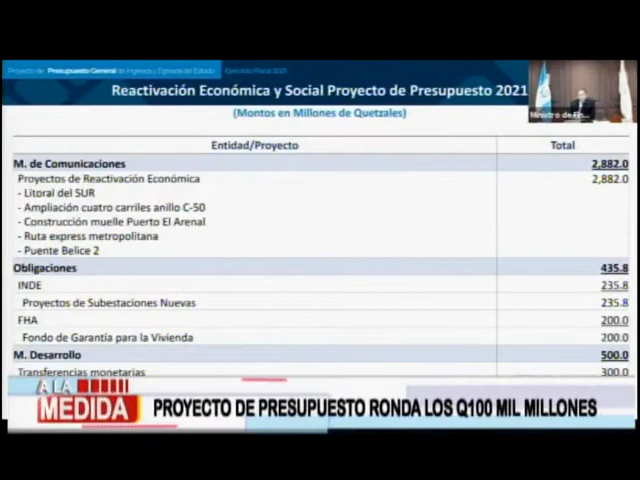 Proyecto de Presupuesto General de Ingresos y Egresos del Estado Ejercicio Fiscal 2021
Reactivación Económica y Social Proyecto de Presupuesto 2021
(Montos en Millones de Quetzales)
Ministro de
Entidad/Proyecto Total
M. de Comunicaciones 2,882.0
Proyectos de Reactivación Económica 2,882.0
- Litoral del SUR
- Ampliación cuatro carriles anillo C-50
- Construcción muelle Puerto El Arenal
- Ruta express metropolitana
- Puente Belice 2
Obligaciones 435.8
INDE 235.8
Proyectos de Subestaciones Nuevas 235.8
FHA 200.0
Fondo de Garantía para la Vivienda 200.0
M. Desarrollo 500.0
Transferencias monetarias 300.0
A LA
MEDIDA
PROYECTO DE PRESUPUESTO RONDA LOS Q100 MIL MILLONES